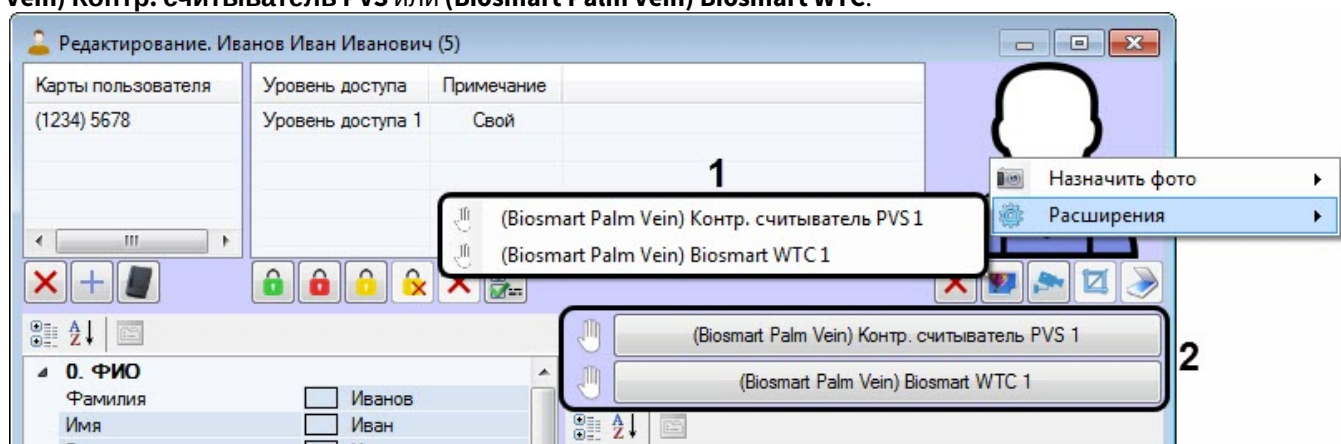 Vein) Контр. считыватель PVS или (Biosmart Palm Vein) Biosmart WTC.
Редактирование. Иванов Иван Иванович (5)
Карты пользователя
Уровень доступа
Примечание
(1234) 5678
Уровень доступа 1
Свой
1
Назначить фото
(Biosmart Palm Vein) Контр. считыватель PVS 1
Расширения
(Biosmart Palm Vein) Biosmart WTC 1
(Biosmart Palm Vein) Контр. считыватель PVS 1
2
(Biosmart Palm Vein) Biosmart WTC 1
0. ФИО
Фамилия
Иванов
Имя
Иван